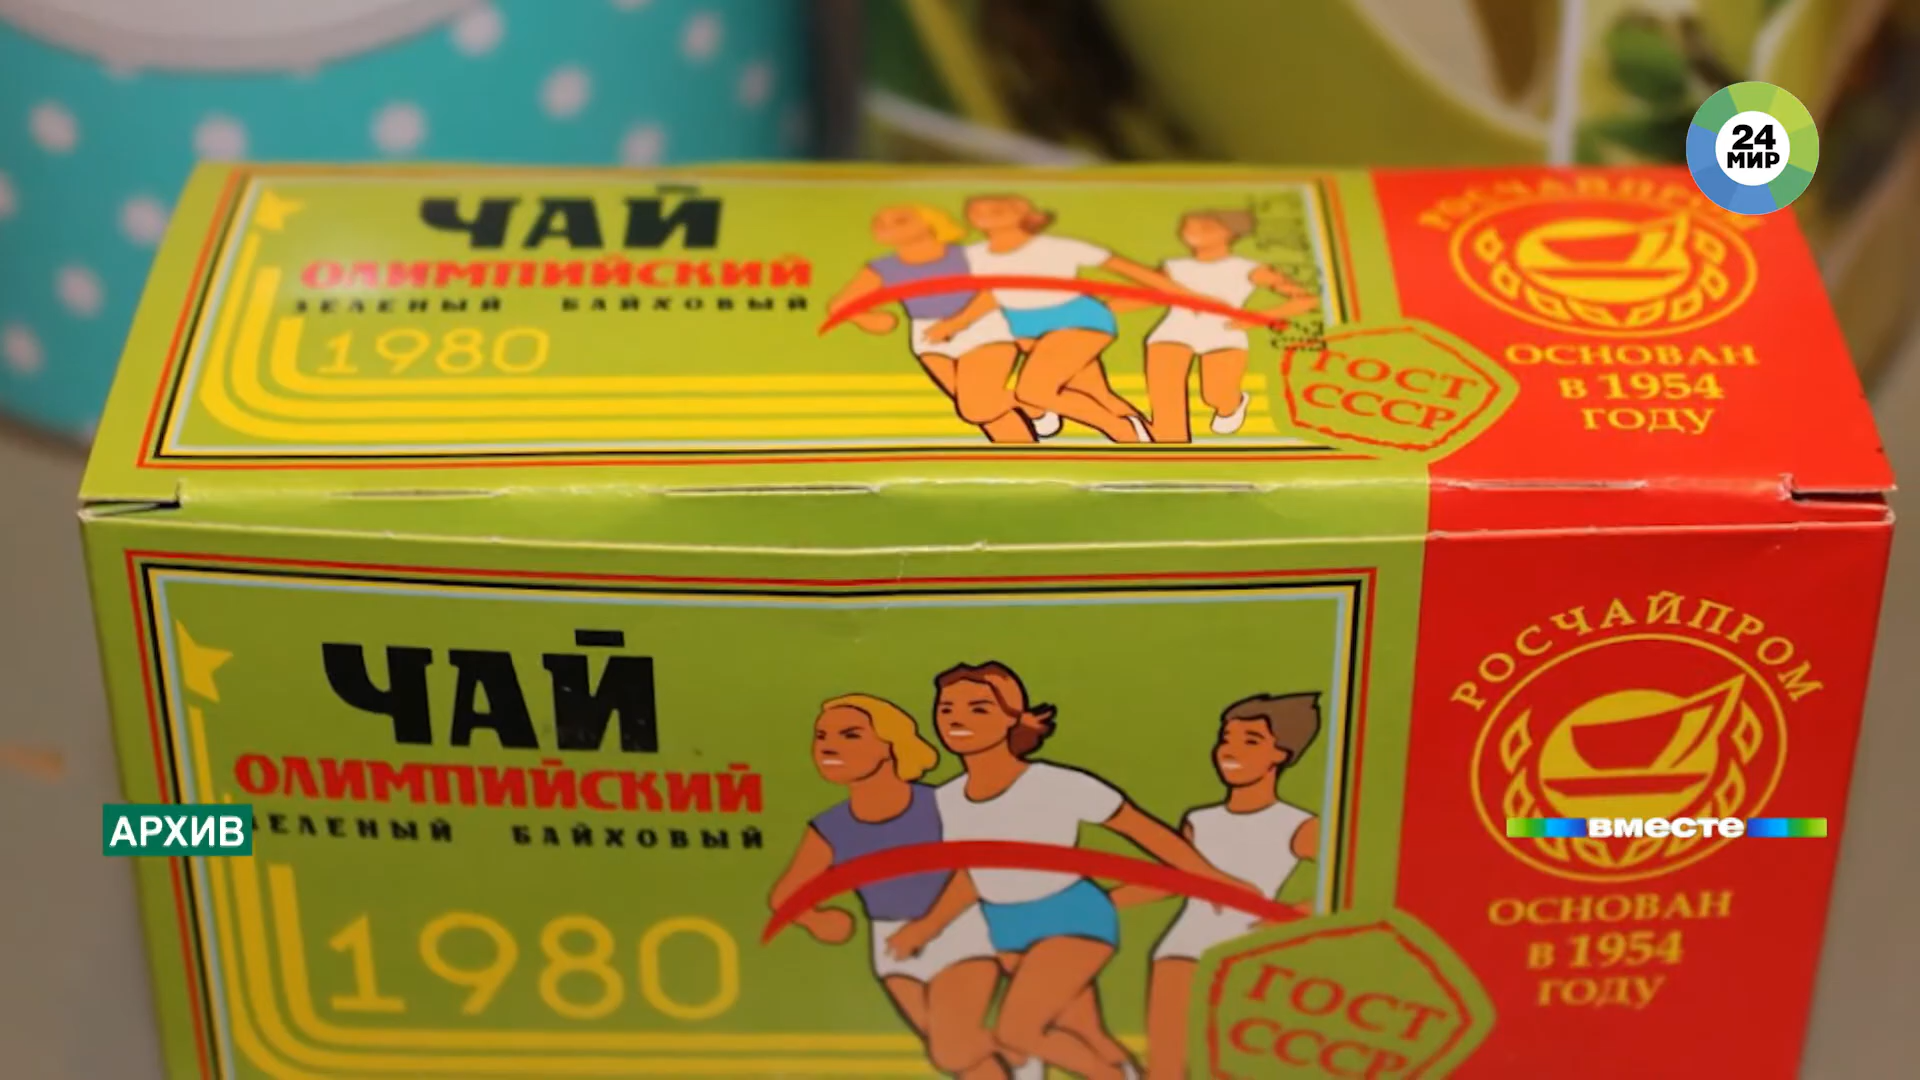 24
МИР
ЧАЙ
ОЛИМПИЙСКИЙ
ЗЕЛЕНЫЙ БАЙХОВЫЙ
1980
ГОСТ
СССР
РОСЧАЙПРОМ
ОСНОВАН
В 1954
ГОДУ
ЧАЙ
ОЛИМПИЙСКИЙ
ЗЕЛЕНЫЙ БАЙХОВЫЙ
1980
ГОСТ
СССР
РОСЧАЙПРОМ
ОСНОВАН
В 1954
ГОДУ
АРХИВ
ВМЕСТЕ